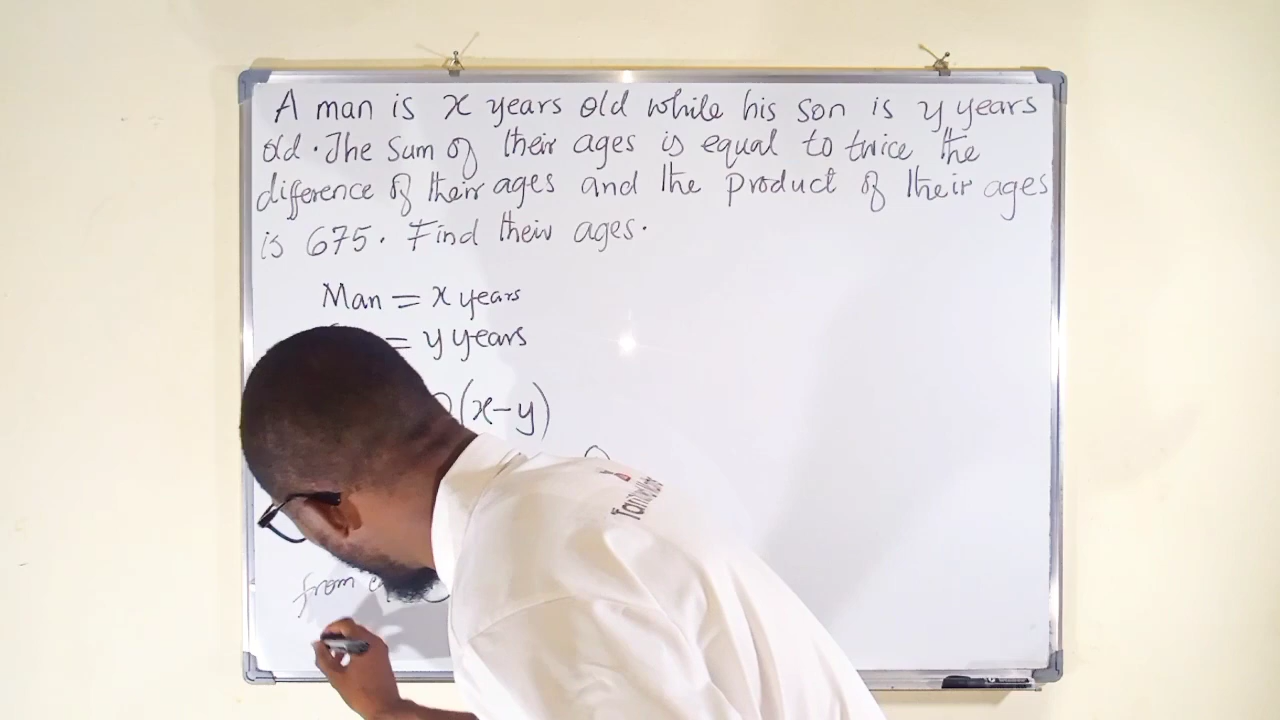 A man is x years old while his son is y years
old. The sum of their ages is equal to twice the
difference of their ages and the product of their ages
is 675. Find their ages.
Man = x years
= y years
(x-y)
from